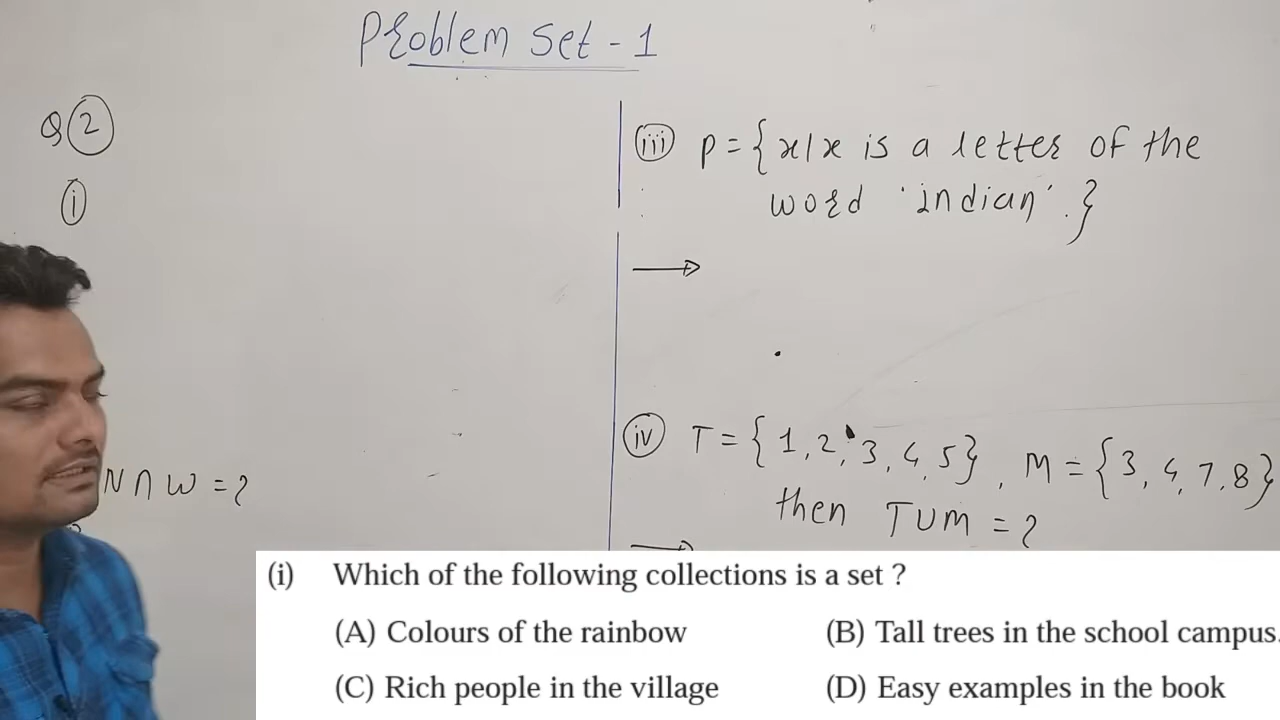 Problem Set - 1
Q 2
i
N ∩ W = ?
iii P = { x / x is a letter of the
word 'indian'. }
iv T = { 1, 2, 3, 4, 5 }, M = { 3, 4, 7, 8 }
then T U M = ?
(i) Which of the following collections is a set ?
(A) Colours of the rainbow (B) Tall trees in the school campus.
(C) Rich people in the village (D) Easy examples in the book